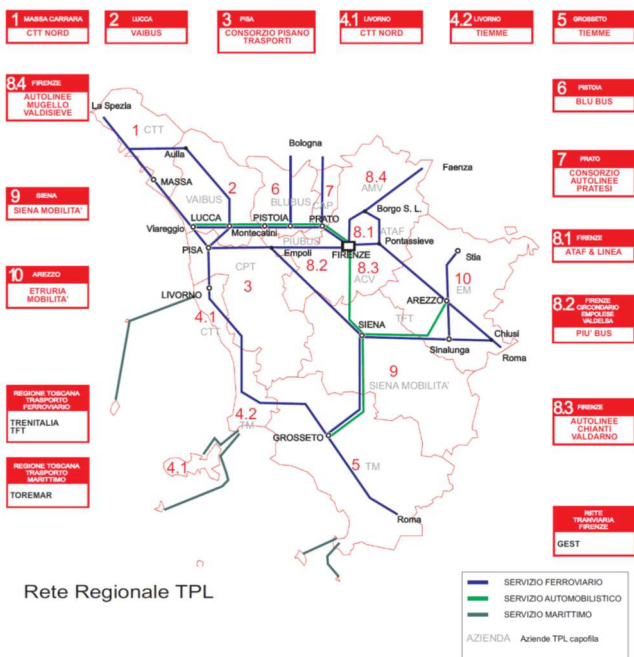 1 MASSA CARRARA
CTT NORD
2 LUCCA
VAIBUS
3 PISA
CONSORZIO PISANO
TRASPORTI
4.1 LIVORNO
CTT NORD
4.2 LIVORNO
TIEMME
5 GROSSETO
TIEMME
8.4 FIRENZE
AUTOLINEE
MUGELLO
VALDISIEVE
6 PISTOIA
BLU BUS
7 PRATO
CONSORZIO
AUTOLINEE
PRATESI
9 SIENA
SIENA MOBILITA'
8.1 FIRENZE
ATAF & LINEA
10 AREZZO
ETRURIA
MOBILITA'
8.2 FIRENZE
CIRCONDARIO
EMPOLESE
VALDELSA
PIU' BUS
REGIONE TOSCANA
TRASPORTO
FERROVIARIO
TRENITALIA
TFT
8.3 FIRENZE
AUTOLINEE
CHIANTI
VALDARNO
REGIONE TOSCANA
TRASPORTO
MARITTIMO
TOREMAR
RETE
TRANVIARIA
FIRENZE
GEST
La Spezia
1 CTT
Aulla
MASSA
Bologna
Faenza
8.4
AMV
VAIBUS
2
6
BLUBUS
7
CAP
Borgo S. L.
Viareggio
LUCCA
Montecatini
PISTOIA
PRATO
8.1
ATAF
Pontassieve
PISA
PIUBUS
Empoli
8.2
FIRENZE
8.3
ACV
Stia
10
EM
CPT
3
LIVORNO
AREZZO
4.1
CTT
TFT
SIENA
Sinalunga
Chiusi
Roma
9
SIENA MOBILITA'
4.2
TM
GROSSETO
4.1
5 TM
Roma
Rete Regionale TPL
SERVIZIO FERROVIARIO
SERVIZIO AUTOMOBILISTICO
SERVIZIO MARITTIMO
AZIENDA Aziende TPL capofila